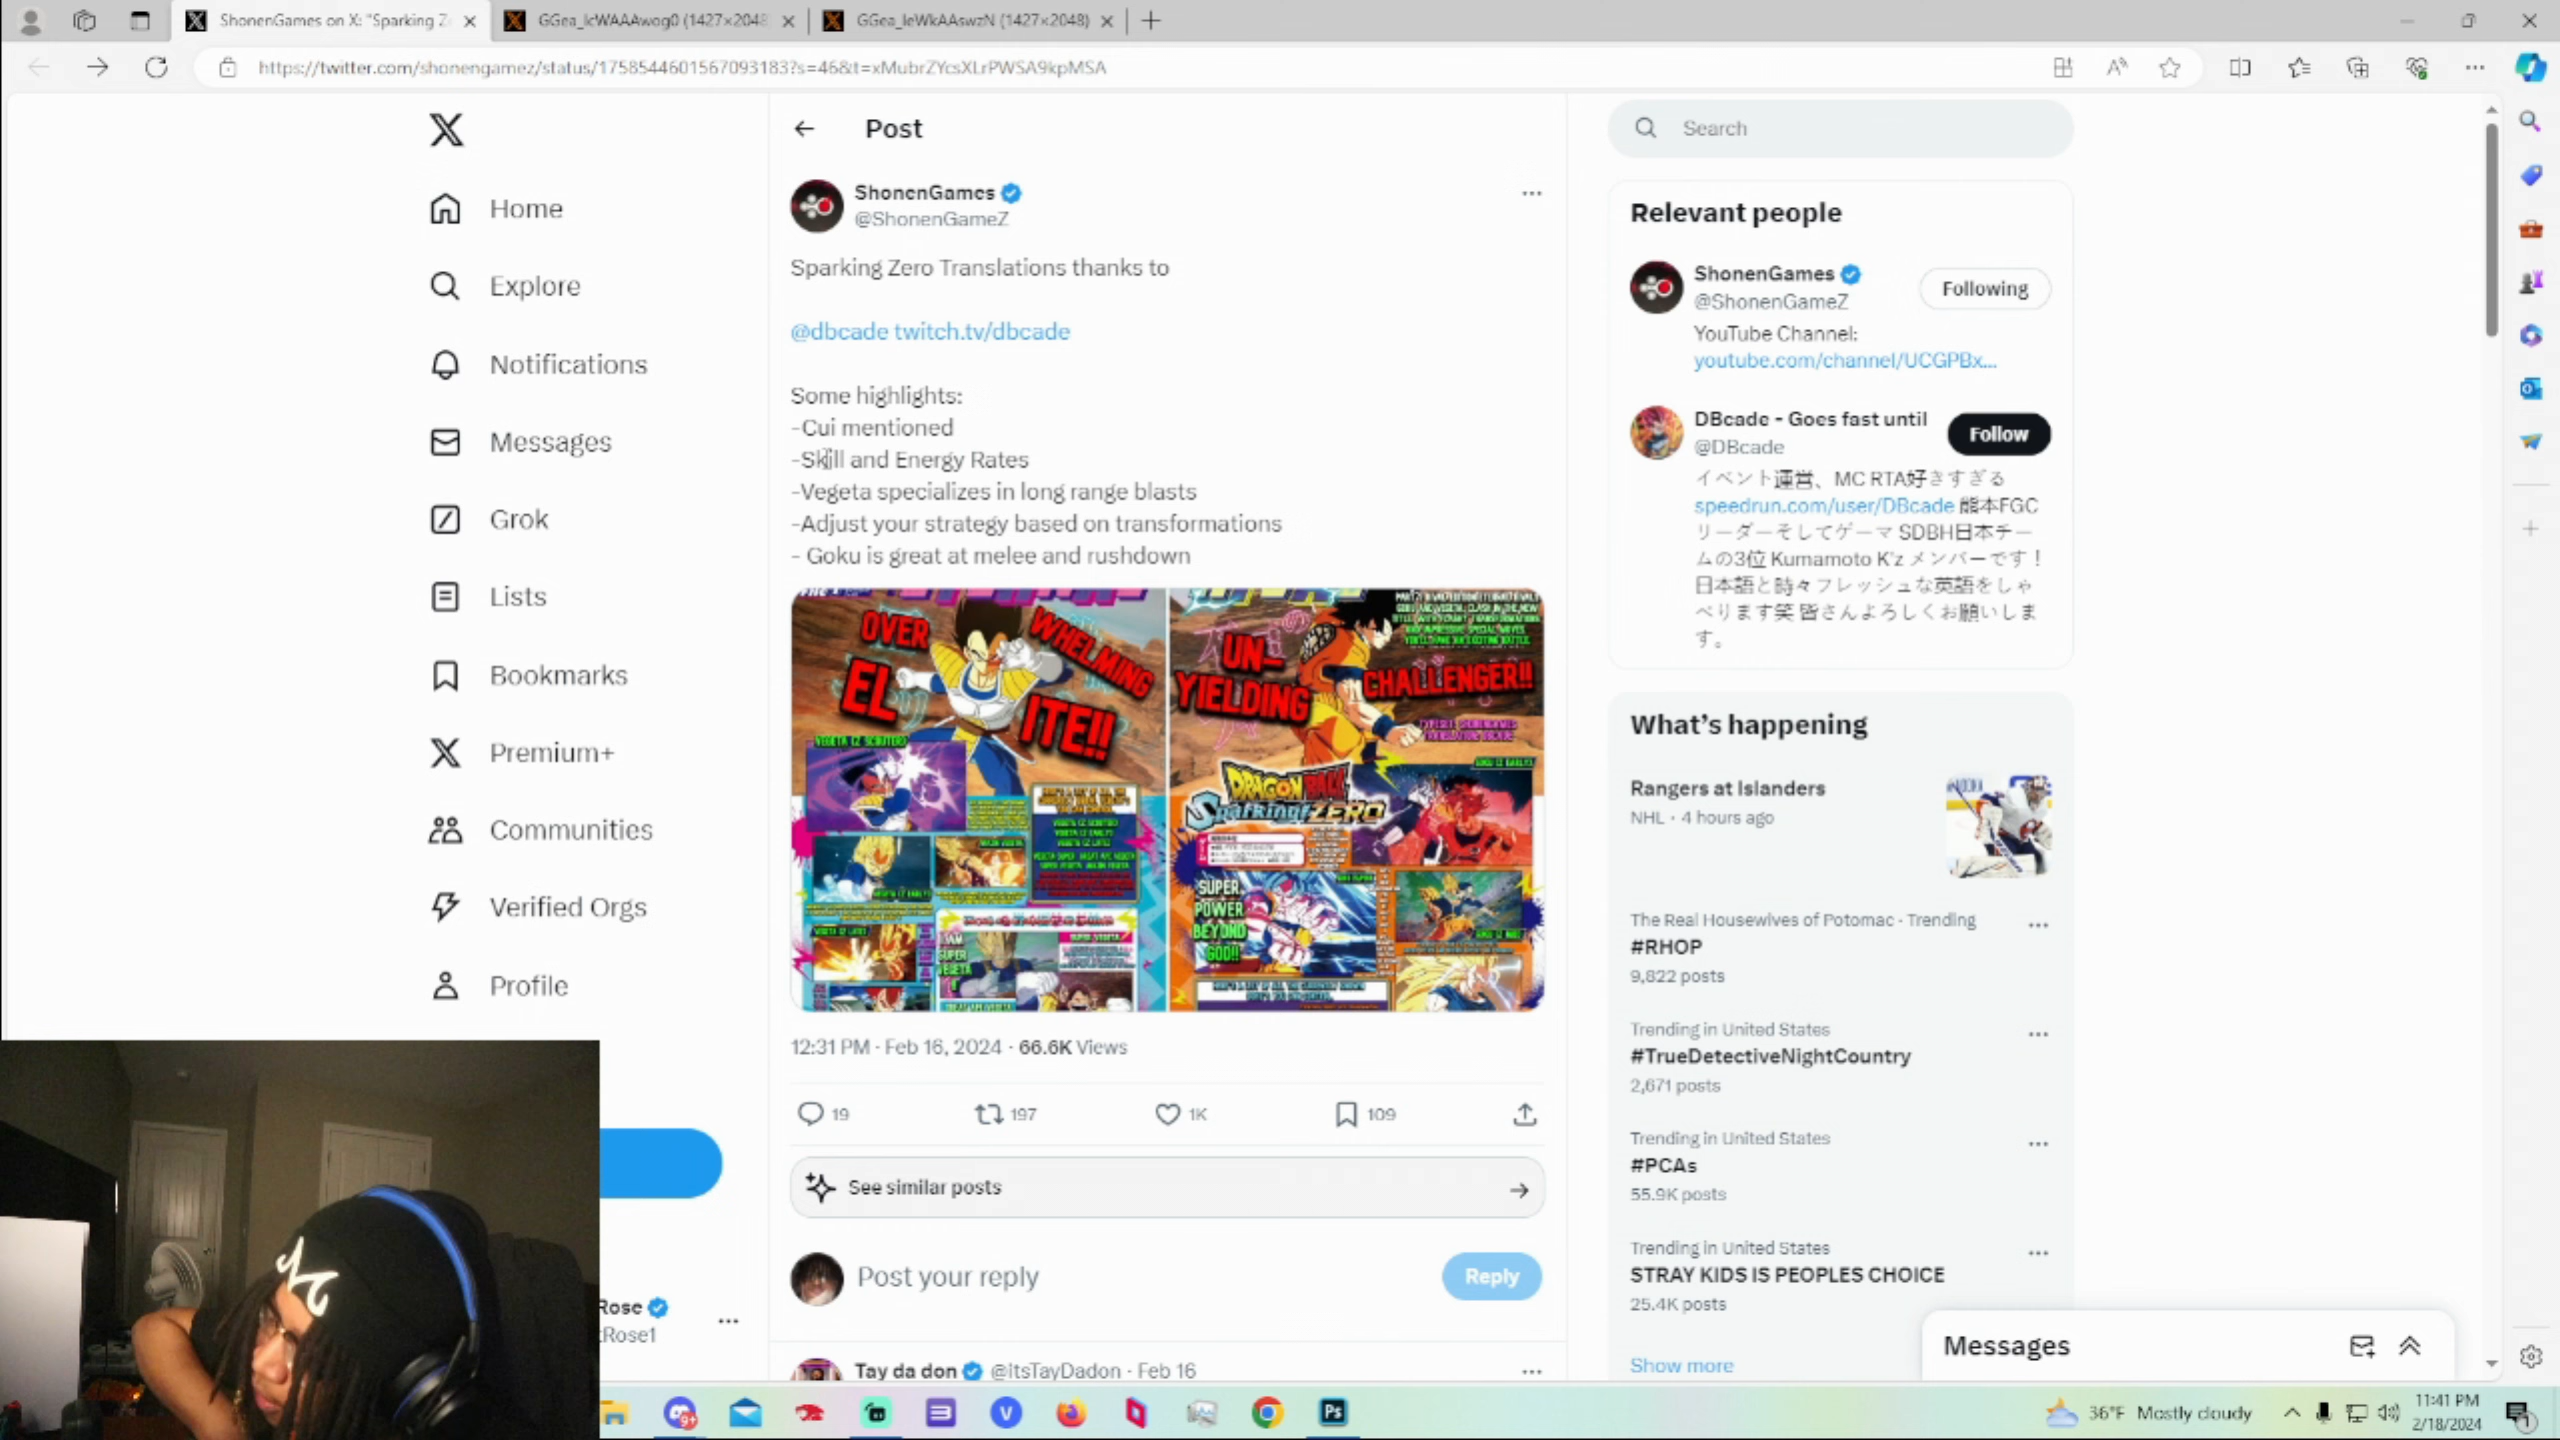 ShonenGames on X: "Sparking Z
GGea_IcWAAAwog0 (1427×2048
GGea_IeWkAAswzN (1427×2048)
https://twitter.com/shonengamez/status/1758544601567093183?s=46&t=xMubrZYcsXLrPWSA9kpMSA
Home
Explore
Notifications
Messages
Grok
Lists
Bookmarks
Premium+
Communities
Verified Orgs
Profile
Rose
Rose1
Post
ShonenGames
@ShonenGameZ
Sparking Zero Translations thanks to
@dbcade twitch.tv/dbcade
Some highlights:
-Cui mentioned
-Skill and Energy Rates
-Vegeta specializes in long range blasts
-Adjust your strategy based on transformations
- Goku is great at melee and rushdown
OVER
WHELMING
EL
ITE!!
VEGETA (Z SCOUTER)
UN-
YIELDING
CHALLENGER!!
DRAGON BALL
Sparking! ZERO
SUPER
POWER
BEYOND
GOD!!
12:31 PM · Feb 16, 2024 · 66.6K Views
19
197
1K
109
See similar posts
Post your reply
Reply
Tay da don @itsTayDadon · Feb 16
Search
Relevant people
ShonenGames
@ShonenGameZ
Following
YouTube Channel:
youtube.com/channel/UCGPBx...
DBcade - Goes fast until
@DBcade
Follow
イベント運営、MC RTA好きすぎる
speedrun.com/user/DBcade 熊本FGC
リーダーそしてゲーマ SDBH日本チー
ムの3位 Kumamoto K'z メンバーです！
日本語と時々フレッシュな英語をしゃ
べります笑 皆さんよろしくお願いしま
す。
What's happening
Rangers at Islanders
NHL · 4 hours ago
The Real Housewives of Potomac · Trending
#RHOP
9,822 posts
Trending in United States
#TrueDetectiveNightCountry
2,671 posts
Trending in United States
#PCAs
55.9K posts
Trending in United States
STRAY KIDS IS PEOPLES CHOICE
25.4K posts
Show more
Messages
9+
Ps
36°F Mostly cloudy
11:41 PM
2/18/2024
1